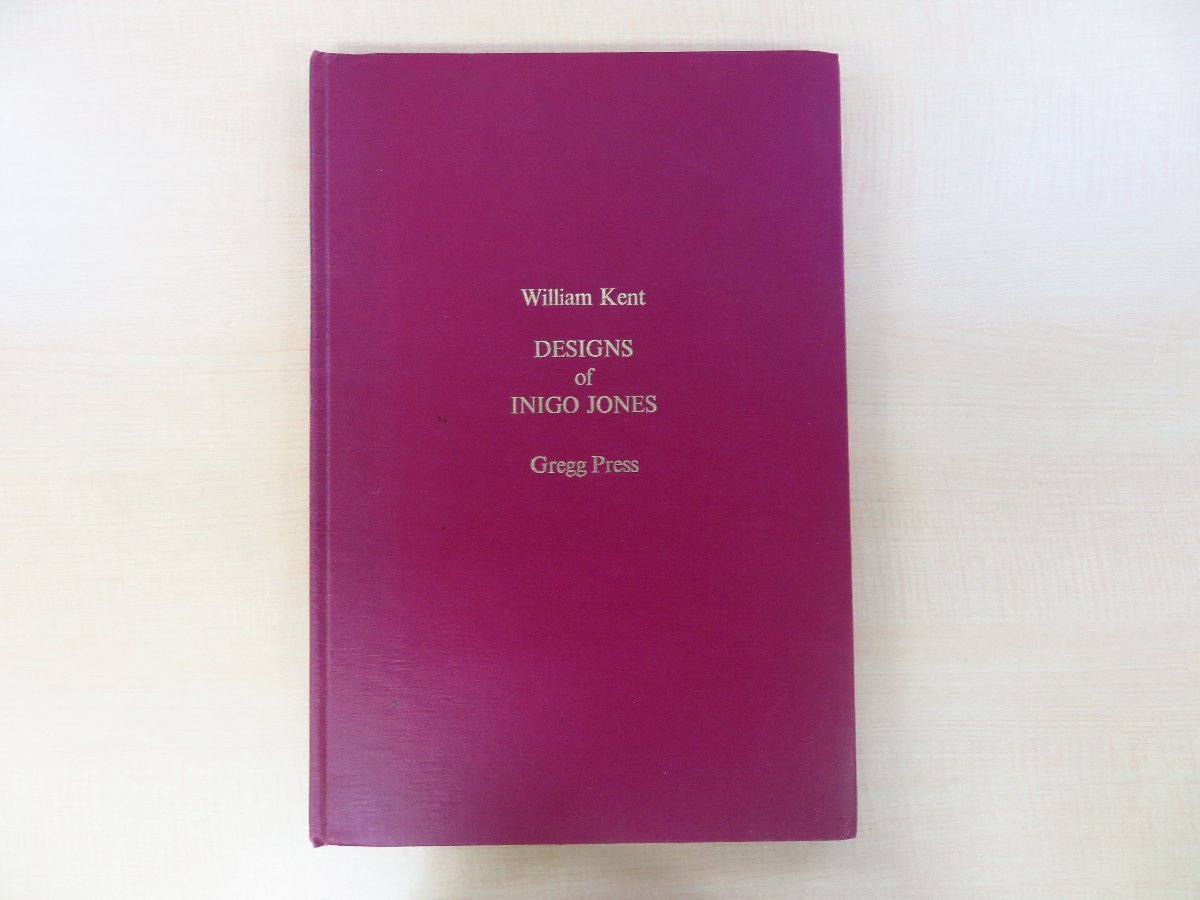 William Kent
DESIGNS
of
INIGO JONES
Gregg Press